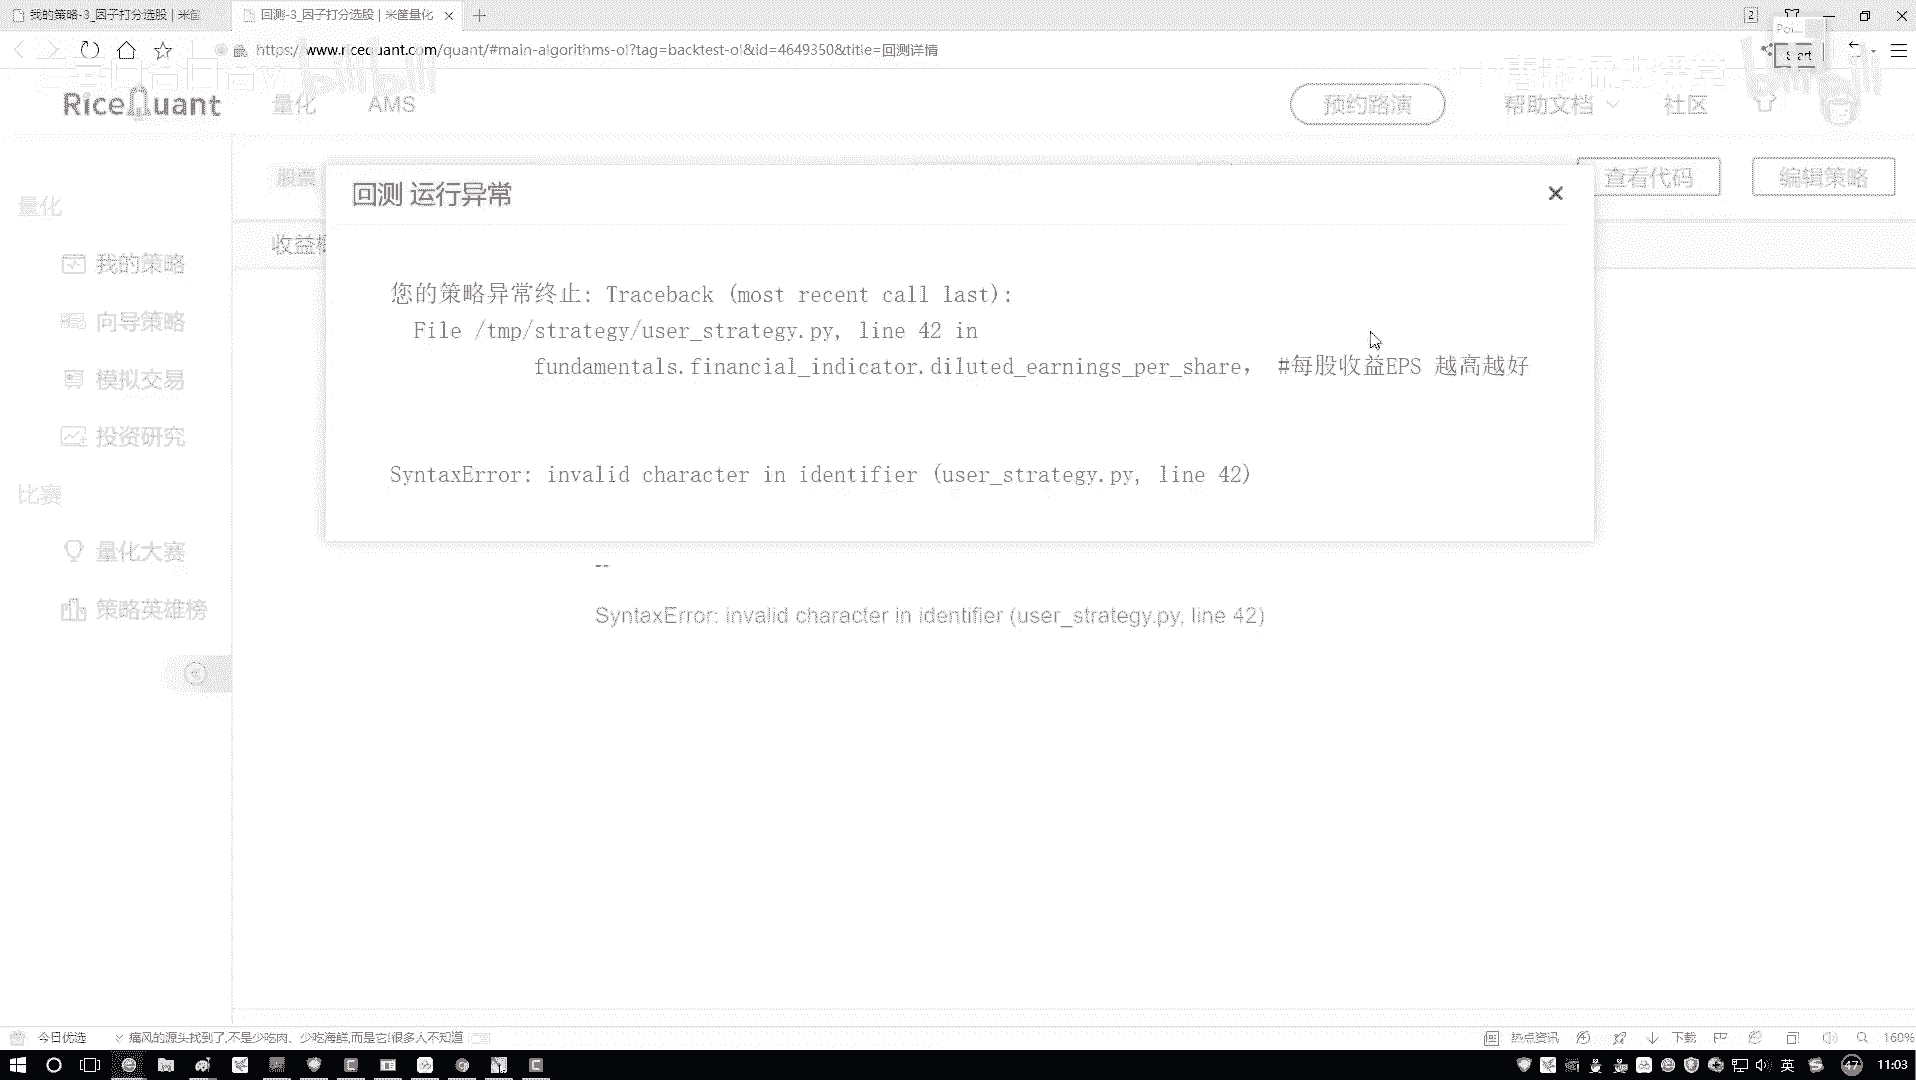 我的策略-3_因子打分选股 | 米筐
回测-3_因子打分选股 | 米筐量化
2
https://www.ricequant.com/quant/#main-algorithms-ol?tag=backtest-ol&id=4649350&title=回测详情
Start
RiceQuant
量化
AMS
预约路演
帮助文档
社区
bilibili
股票
查看代码
编辑策略
回测 运行异常
量化
收益
我的策略
向导策略
模拟交易
投资研究
比赛
量化大赛
策略英雄榜
您的策略异常终止: Traceback (most recent call last):
File /tmp/strategy/user_strategy.py, line 42 in
fundamentals.financial_indicator.diluted_earnings_per_share， #每股收益EPS 越高越好
SyntaxError: invalid character in identifier (user_strategy.py, line 42)
--
SyntaxError: invalid character in identifier (user_strategy.py, line 42)
今日优选
痛风的源头找到了,不是少吃肉、少吃海鲜,而是它!很多人不知道
热点资讯
下载
160%
英
47
11:03